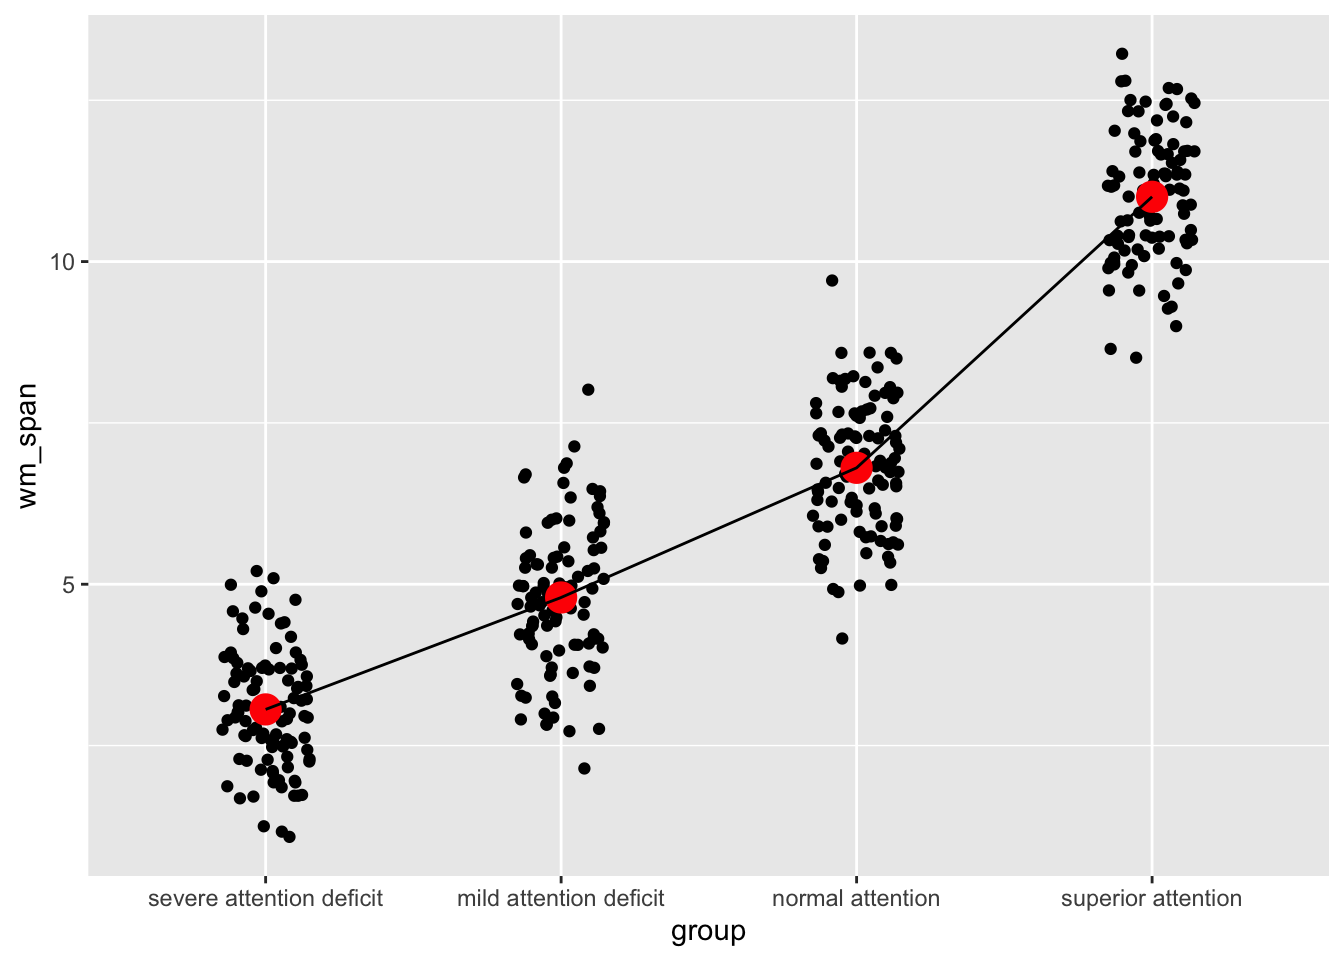 wm_span
10
5
severe attention deficit
mild attention deficit
normal attention
superior attention
group